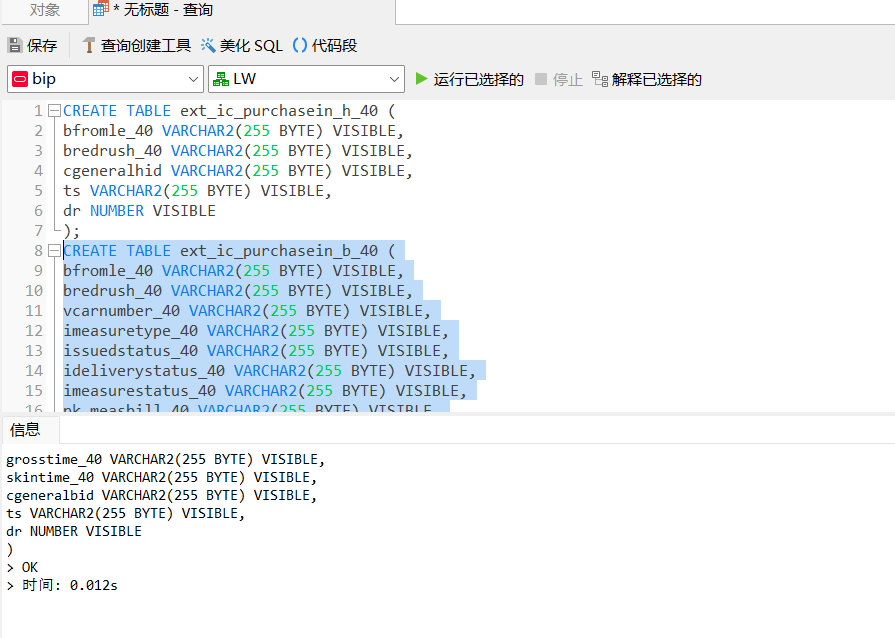 对象
* 无标题 - 查询
保存 查询创建工具 美化 SQL () 代码段
bip LW 运行已选择的 停止 解释已选择的
1 CREATE TABLE ext_ic_purchasein_h_40 (
2 bfromle_40 VARCHAR2(255 BYTE) VISIBLE,
3 bredrush_40 VARCHAR2(255 BYTE) VISIBLE,
4 cgeneralhid VARCHAR2(255 BYTE) VISIBLE,
5 ts VARCHAR2(255 BYTE) VISIBLE,
6 dr NUMBER VISIBLE
7 );
8 CREATE TABLE ext_ic_purchasein_b_40 (
9 bfromle_40 VARCHAR2(255 BYTE) VISIBLE,
10 bredrush_40 VARCHAR2(255 BYTE) VISIBLE,
11 vcarnumber_40 VARCHAR2(255 BYTE) VISIBLE,
12 imeasuretype_40 VARCHAR2(255 BYTE) VISIBLE,
13 issuedstatus_40 VARCHAR2(255 BYTE) VISIBLE,
14 ideliverystatus_40 VARCHAR2(255 BYTE) VISIBLE,
15 imeasurestatus_40 VARCHAR2(255 BYTE) VISIBLE,
16 pk_measbill_40 VARCHAR2(255 BYTE) VISIBLE,
信息
grosstime_40 VARCHAR2(255 BYTE) VISIBLE,
skintime_40 VARCHAR2(255 BYTE) VISIBLE,
cgeneralbid VARCHAR2(255 BYTE) VISIBLE,
ts VARCHAR2(255 BYTE) VISIBLE,
dr NUMBER VISIBLE
)
> OK
> 时间: 0.012s